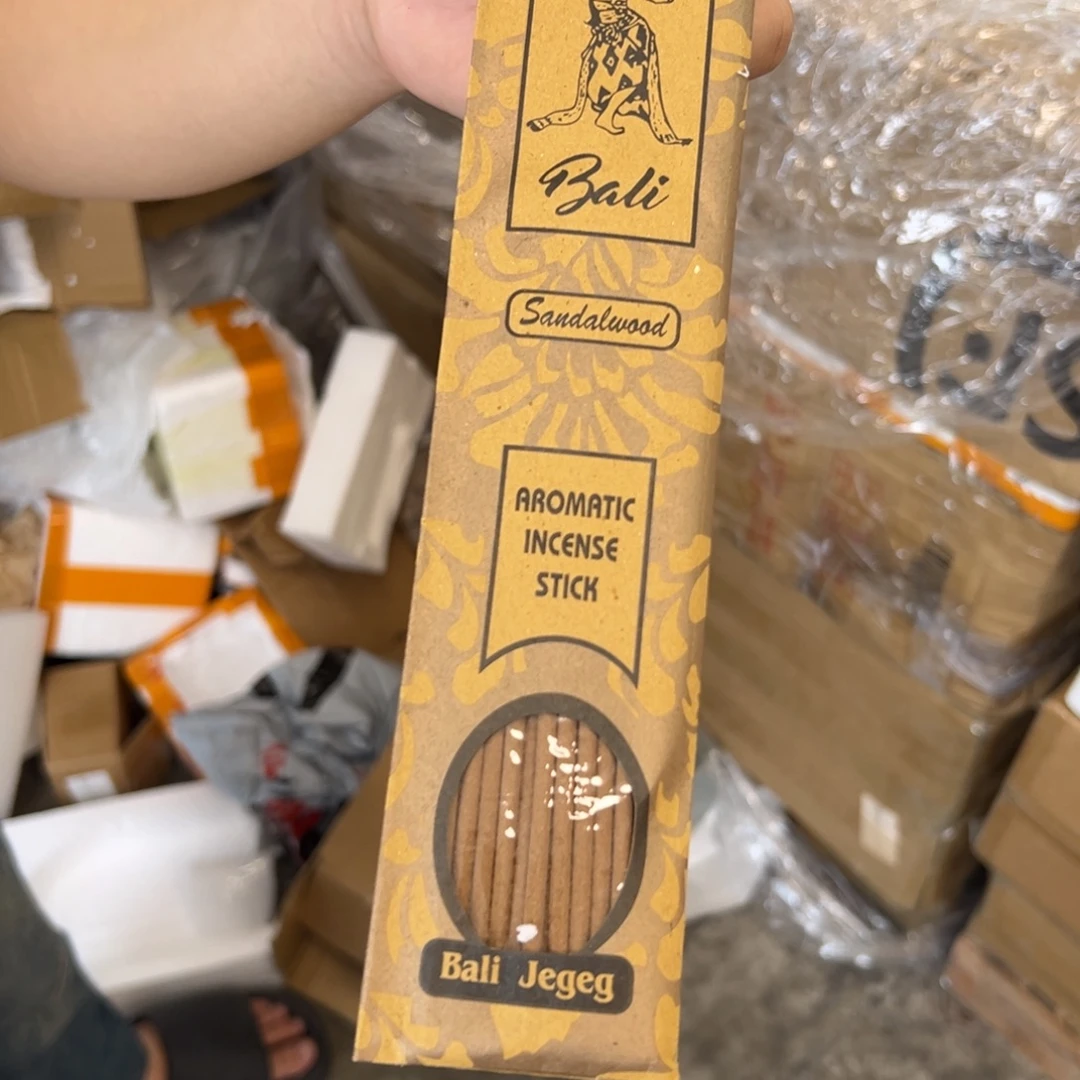 Bali
Sandalwood
AROMATIC
INCENSE
STICK
Bali Jegeg